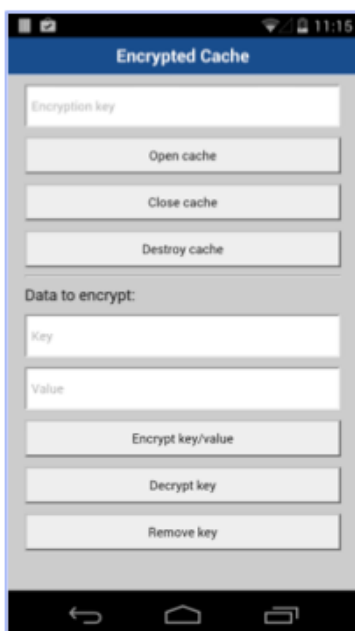 11:15
Encrypted Cache
Encryption key
Open cache
Close cache
Destroy cache
Data to encrypt:
Key
Value
Encrypt key/value
Decrypt key
Remove key